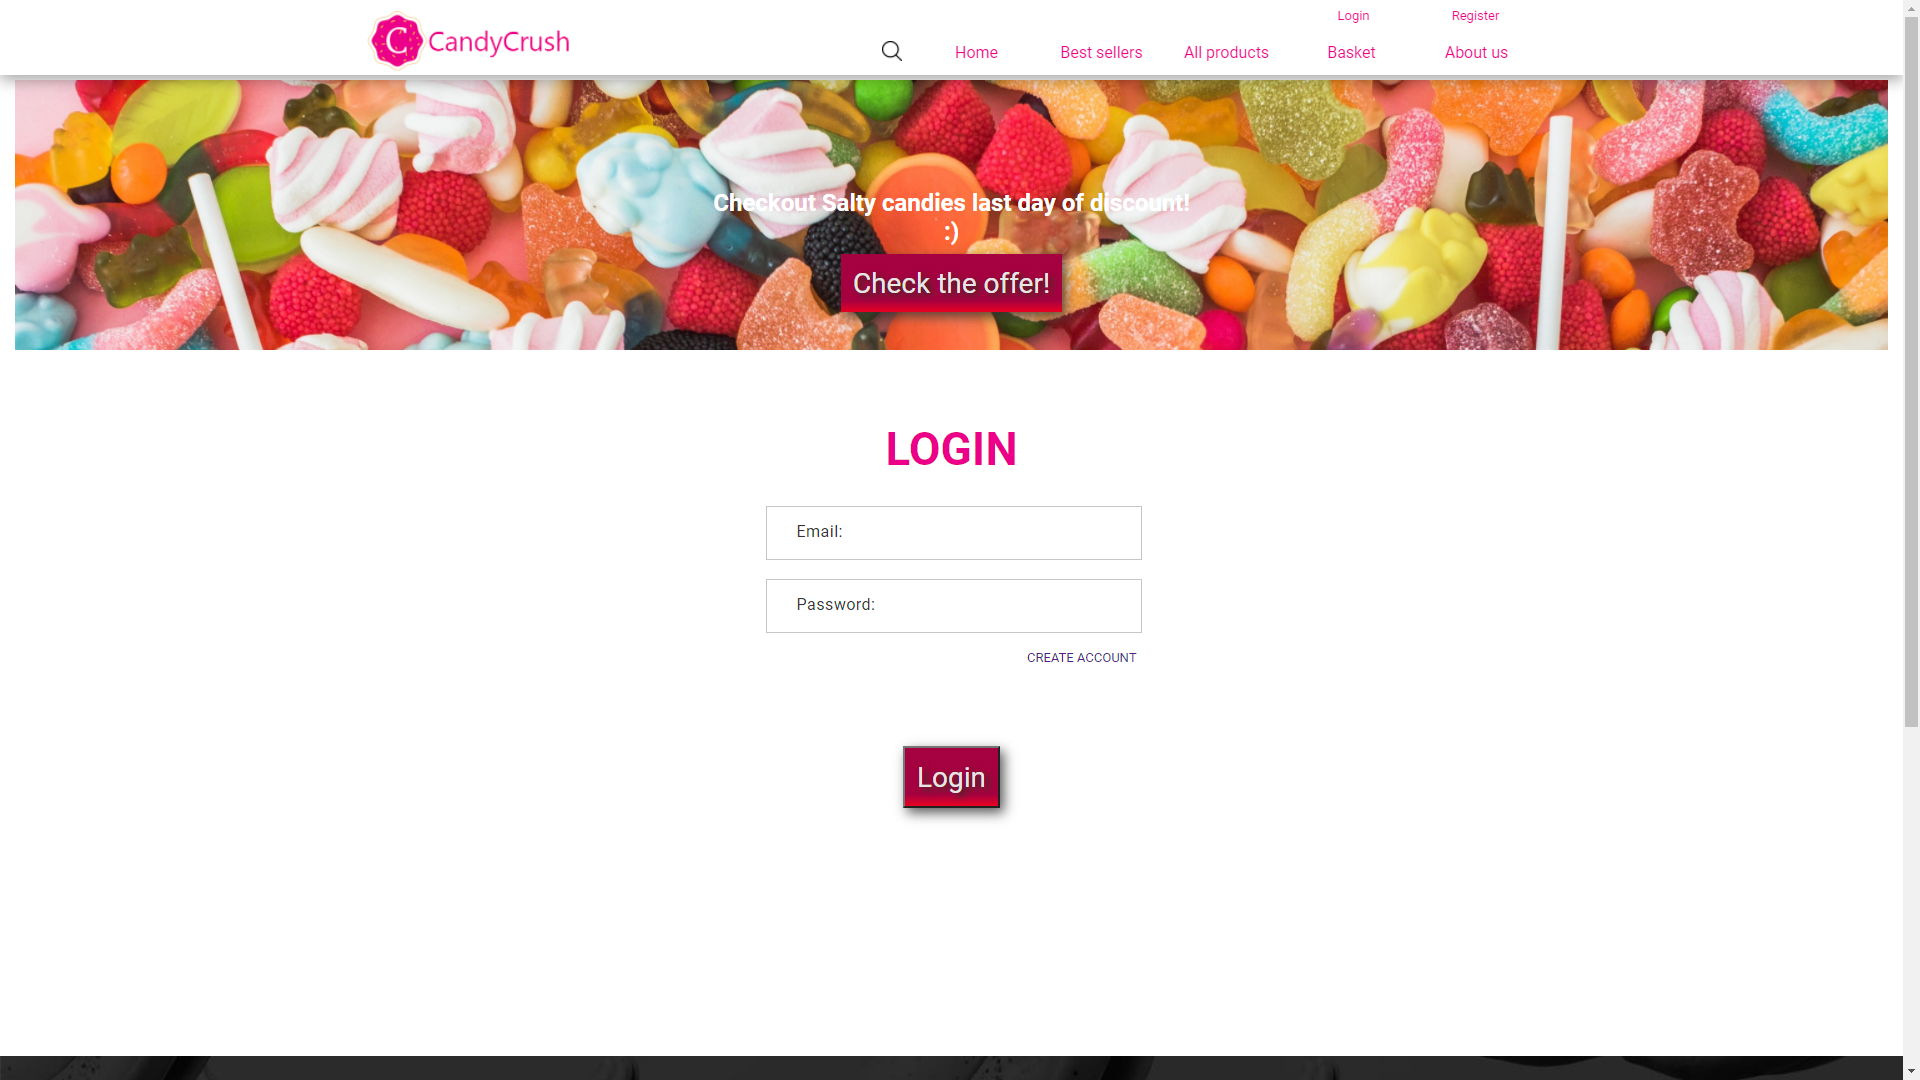 Login
Register
C CandyCrush
Home
Best sellers
All products
Basket
About us
Checkout Salty candies last day of discount!
:)
Check the offer!
LOGIN
Email:
Password:
CREATE ACCOUNT
Login